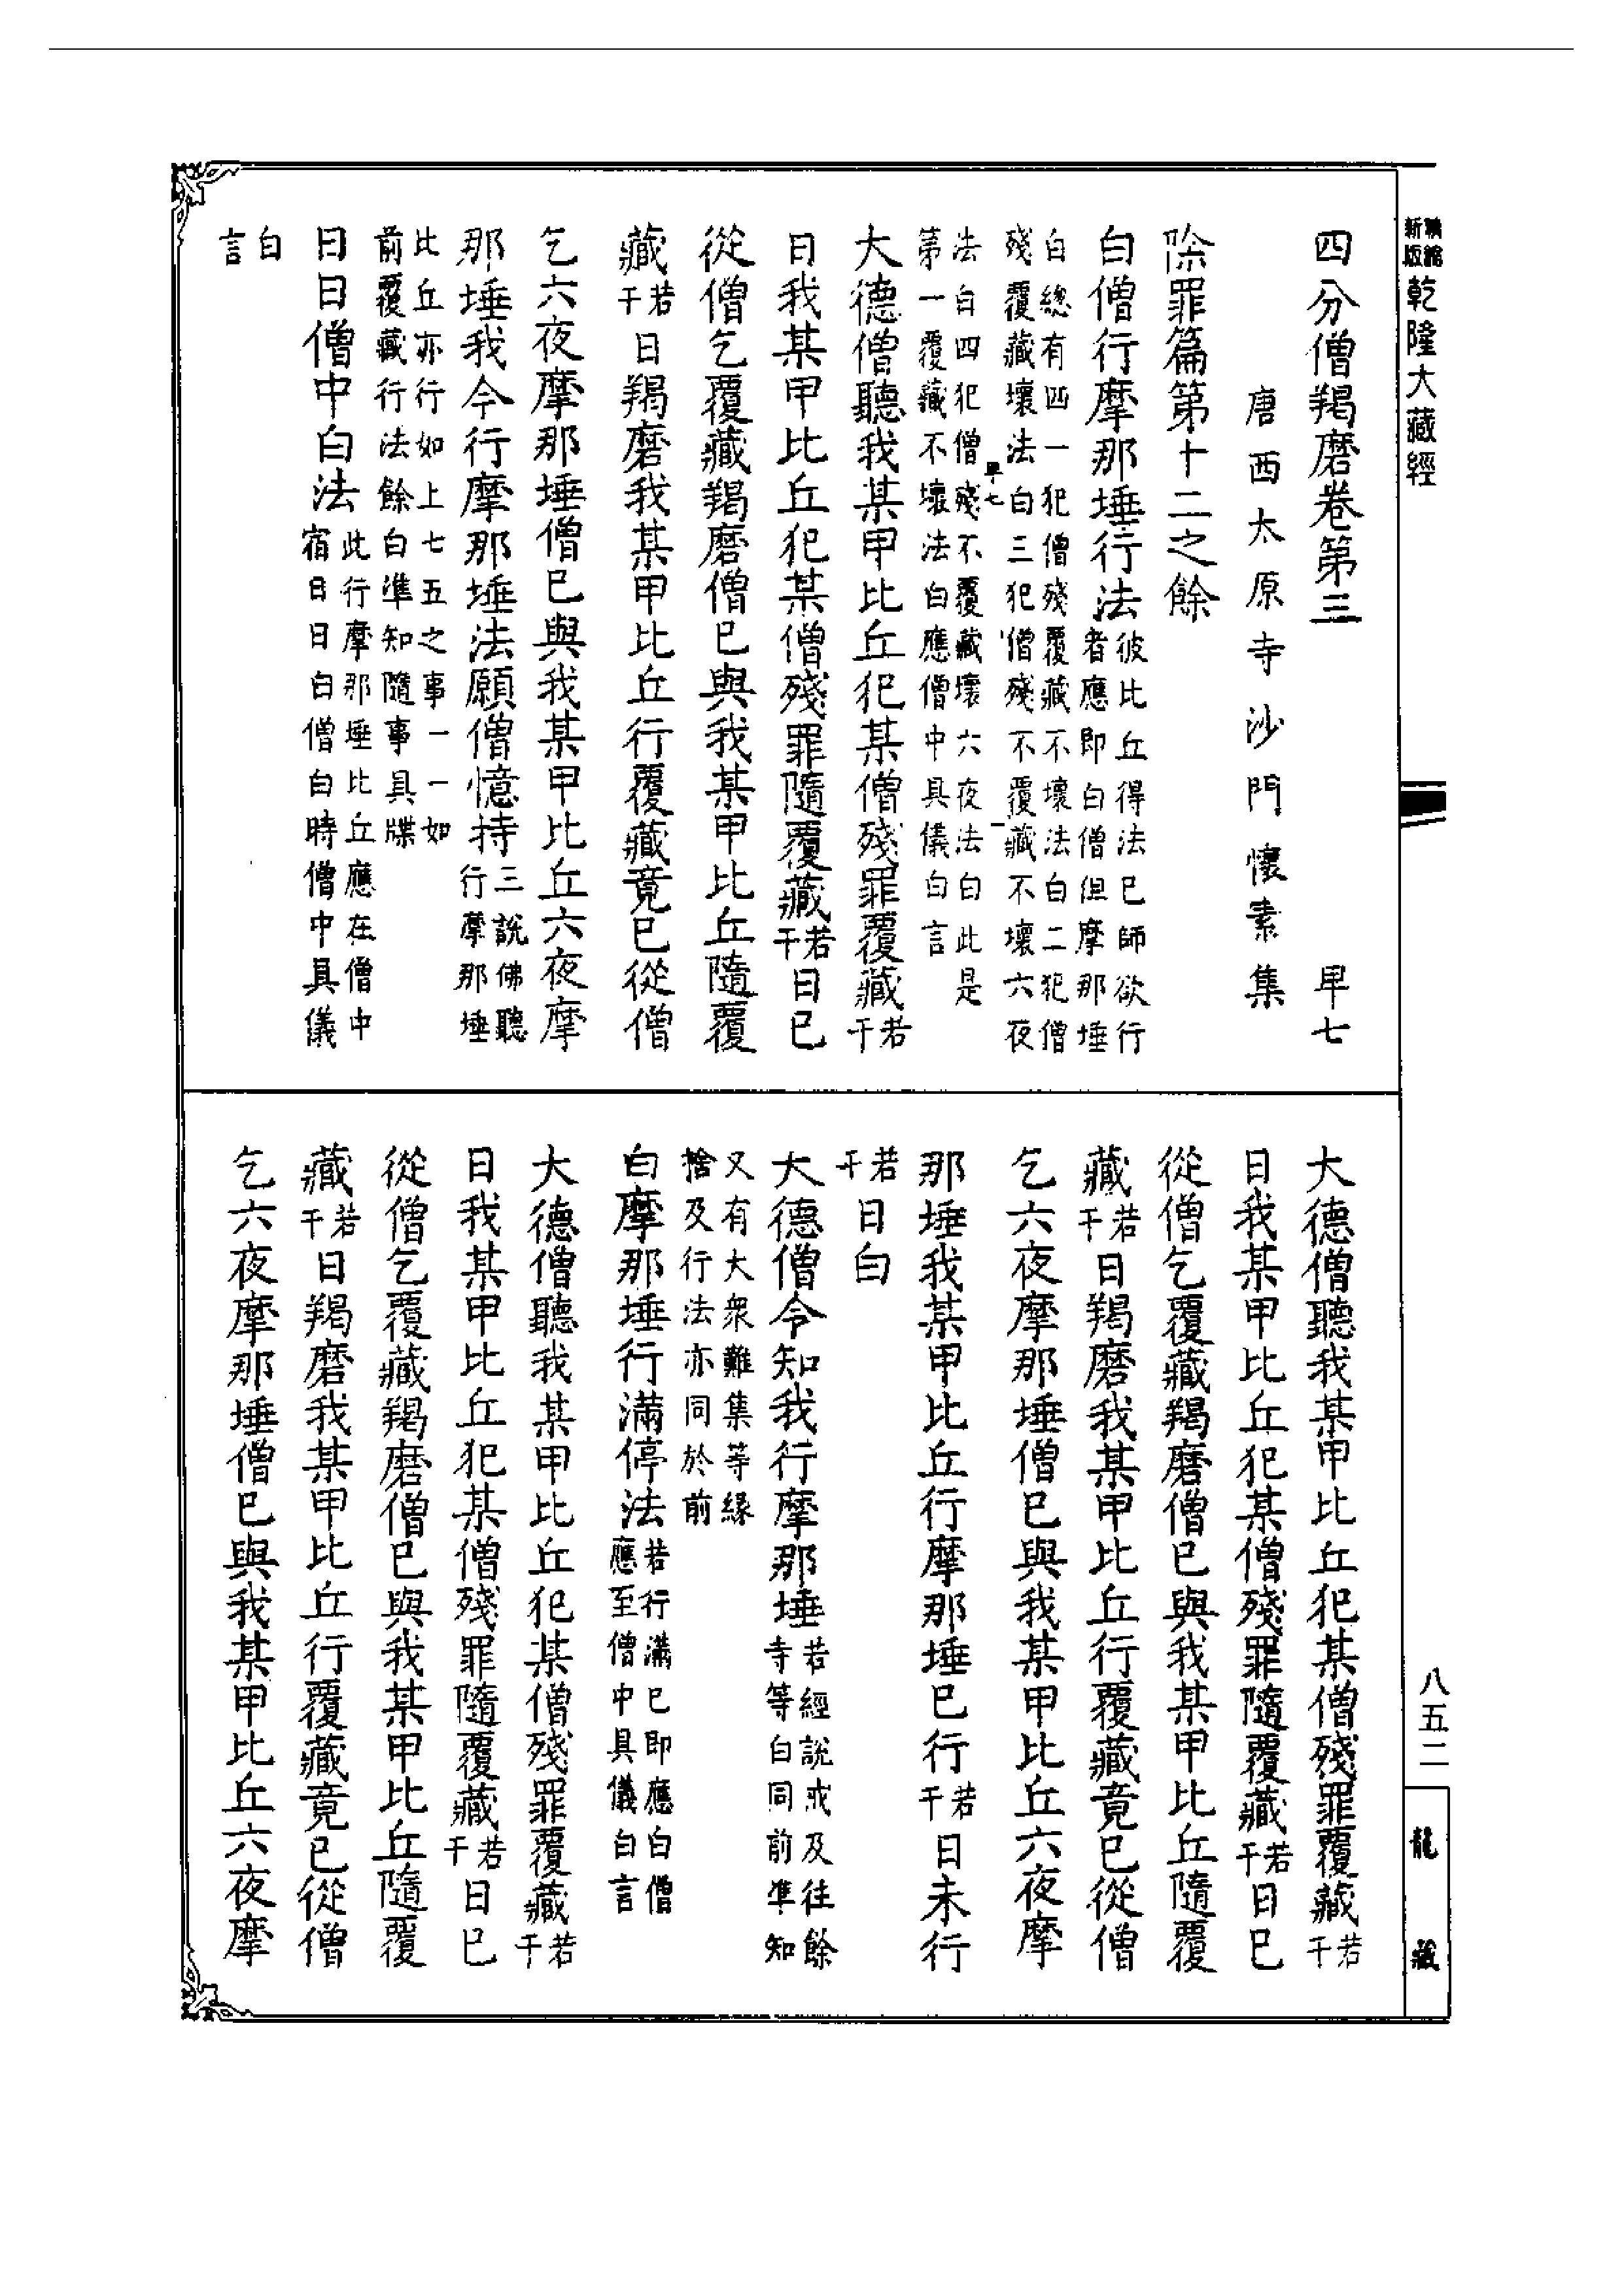 新編縮版乾隆大藏經
四分僧羯磨卷第三　早七
唐西太原寺沙門懷素集
除罪篇第十二之餘
白僧行摩那埵行法彼比丘得法已師欲行者應即白僧但摩那埵
白總有四一犯僧殘覆藏不壞法白二犯僧殘覆藏壞法白三犯僧殘不覆藏不壞六夜
法白四犯僧殘不覆藏壞六夜法白此是第一覆藏不壞法白應僧中具儀白言
早七
大德僧聽我某甲比丘犯某僧殘罪覆藏若干
日我某甲比丘犯某僧殘罪隨覆藏若干日已
從僧乞覆藏羯磨僧已與我某甲比丘隨覆
藏若干日羯磨我某甲比丘行覆藏竟已從僧
乞六夜摩那埵僧已與我某甲比丘六夜摩
那埵我今行摩那埵法願僧憶持三說佛聽行摩那埵
比丘亦行如上七五之事一一如前覆藏行法餘白準知隨事具牒
日日僧中白法此行摩那埵比丘應在僧中宿日日白僧白時僧中具儀
白言
大德僧聽我某甲比丘犯某僧殘罪覆藏若干
日我某甲比丘犯某僧殘罪隨覆藏若干日已
從僧乞覆藏羯磨僧已與我某甲比丘隨覆
藏若干日羯磨我某甲比丘行覆藏竟已從僧
乞六夜摩那埵僧已與我某甲比丘六夜摩
那埵我某甲比丘行摩那埵已行若干日未行
若干日白
大德僧令知我行摩那埵若經說戒及往餘寺等白同前準知
又有大眾難集等緣捨及行法亦同於前
白摩那埵行滿停法若行滿已即應白僧應至僧中具儀白言
大德僧聽我某甲比丘犯某僧殘罪覆藏若干
日我某甲比丘犯某僧殘罪隨覆藏若干日已
從僧乞覆藏羯磨僧已與我某甲比丘隨覆
藏若干日羯磨我某甲比丘行覆藏竟已從僧
乞六夜摩那埵僧已與我某甲比丘六夜摩
八五二
龍藏